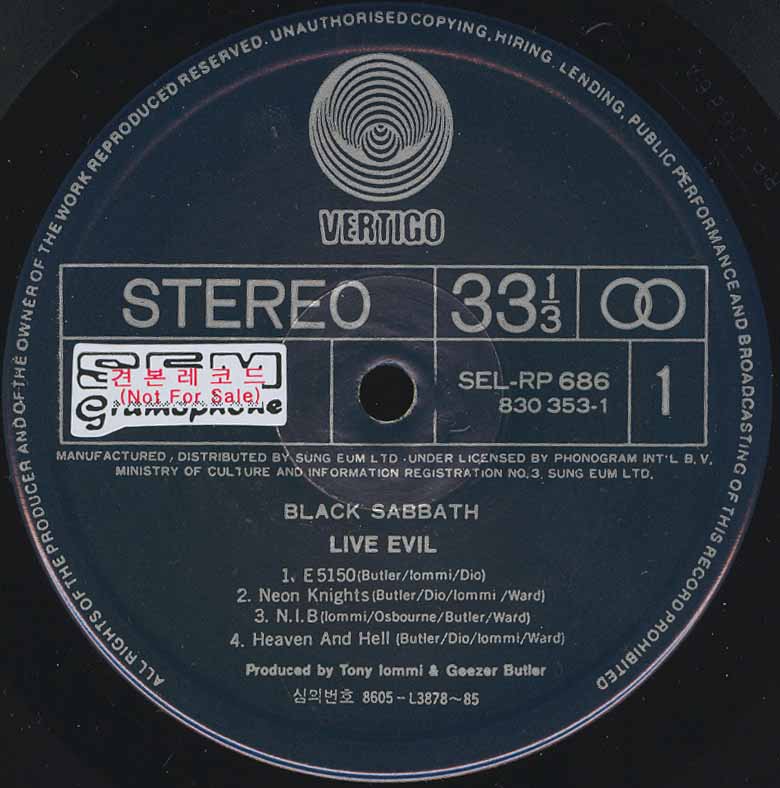 ALL RIGHTS OF THE PRODUCER AND OF THE OWNER OF THE WORK REPRODUCED RESERVED. UNAUTHORISED COPYING, HIRING, LENDING, PUBLIC PERFORMANCE AND BROADCASTING OF THIS RECORD PROHIBITED
VERTIGO
STEREO
33 1/3
SEL-RP 686
830 353-1
1
견본레코드
(Not For Sale)
Gramophone
MANUFACTURED, DISTRIBUTED BY SUNG EUM LTD · UNDER LICENSED BY PHONOGRAM INT'L B.V.
MINISTRY OF CULTURE AND INFORMATION REGISTRATION NO.3. SUNG EUM LTD.
BLACK SABBATH
LIVE EVIL
1. E5150 (Butler/Iommi/Dio)
2. Neon Knights (Butler/Dio/Iommi /Ward)
3. N.I.B (Iommi/Osbourne/Butler/Ward)
4. Heaven And Hell (Butler/Dio/Iommi/Ward)
Produced by Tony Iommi & Geezer Butler
심의번호 8605-L3878~85